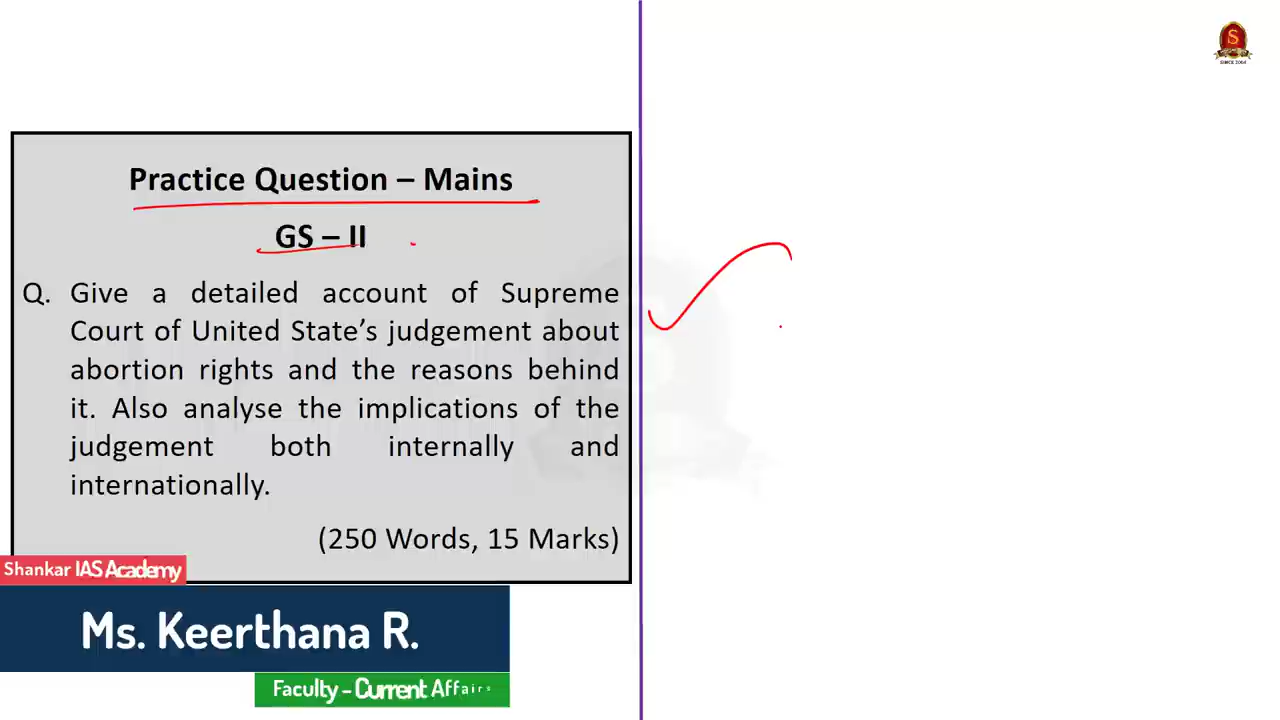 S
SINCE 2004
Practice Question – Mains
GS – II
Q. Give a detailed account of Supreme
Court of United State's judgement about
abortion rights and the reasons behind
it. Also analyse the implications of the
judgement both internally and
internationally.
(250 Words, 15 Marks)
Shankar IAS Academy
Ms. Keerthana R.
Faculty – Current Affairs